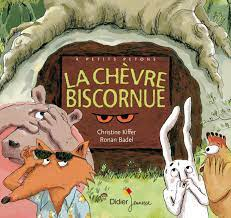 A PETITS PETONS
LA CHÈVRE
BISCORNUE
Christine Kiffer
Ronan Badel
Didier Jeunesse